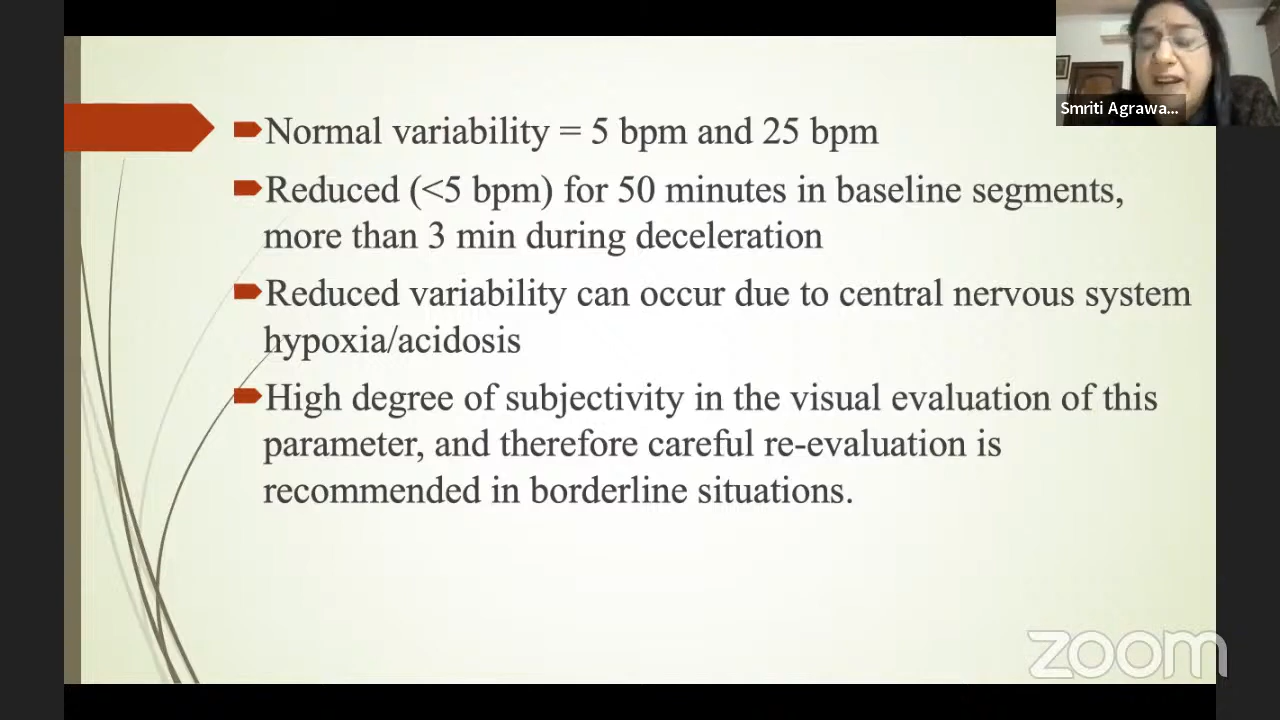 Smriti Agrawa...
Normal variability = 5 bpm and 25 bpm
Reduced (<5 bpm) for 50 minutes in baseline segments,
more than 3 min during deceleration
Reduced variability can occur due to central nervous system
hypoxia/acidosis
High degree of subjectivity in the visual evaluation of this
parameter, and therefore careful re-evaluation is
recommended in borderline situations.
zoom